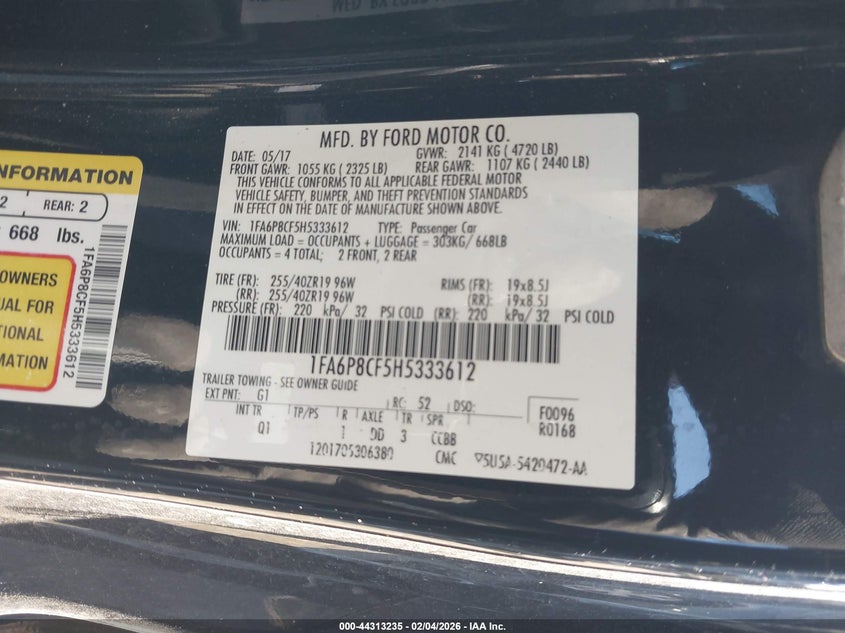 MFD. BY FORD MOTOR CO.
DATE: 05/17 GVWR: 2141 KG ( 4720 LB)
FRONT GAWR: 1055 KG ( 2325 LB) REAR GAWR: 1107 KG ( 2440 LB)
THIS VEHICLE CONFORMS TO ALL APPLICABLE FEDERAL MOTOR
VEHICLE SAFETY, BUMPER, AND THEFT PREVENTION STANDARDS
IN EFFECT ON THE DATE OF MANUFACTURE SHOWN ABOVE.
VIN: 1FA6P8CF5H5333612 TYPE: Passenger Car
MAXIMUM LOAD = OCCUPANTS + LUGGAGE = 303KG/ 668LB
OCCUPANTS = 4 TOTAL; 2 FRONT, 2 REAR
TIRE (FR): 255/40ZR19 96W RIMS (FR): 19x8.5J
(RR): 255/40ZR19 96W (RR): 19x8.5J
PRESSURE (FR): 220 kPa/ 32 PSI COLD (RR): 220 kPa/ 32 PSI COLD
1FA6P8CF5H5333612
TRAILER TOWING - SEE OWNER GUIDE
EXT PNT: G1 RC: 52 DSO: F0096
INT TR TP/PS R AXLE TR SPR R0168
Q1 1 DD 3 CCBB
1201705306380 CMC 5U5A-5420472-AA
INFORMATION
2 REAR: 2
668 lbs.
OWNERS
UAL FOR
TIONAL
MATION
1FA6P8CF5H5333612
000-44313235 - 02/04/2026 - IAA Inc.